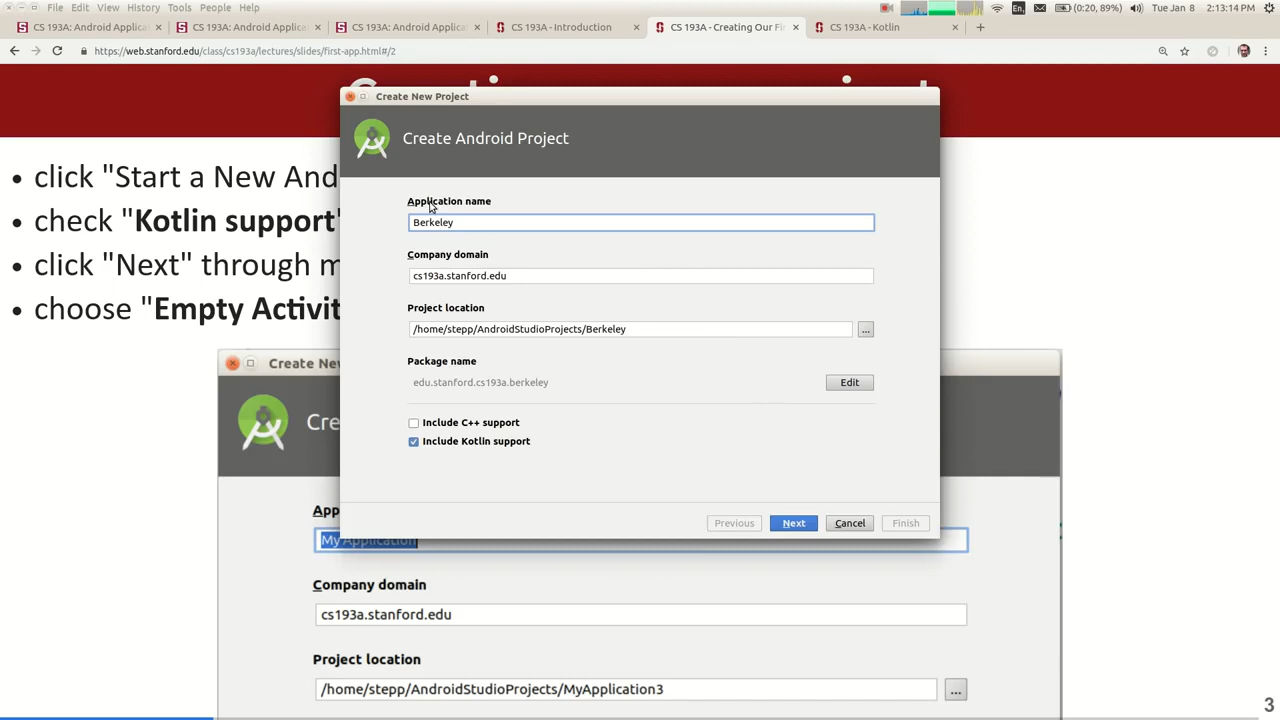 File Edit View History Tools People Help
En (0:20, 89%) Tue Jan 8 2:13:14 PM
CS 193A: Android Applica × CS 193A: Android Applica × CS 193A: Android Applica × CS 193A - Introduction × CS 193A - Creating Our Fi × CS 193A - Kotlin ×
https://web.stanford.edu/class/cs193a/lectures/slides/first-app.html#/2
Create New Project
Create Android Project
• click "Start a New And
• check "Kotlin support"
• click "Next" through m
• choose "Empty Activit
Application name
Berkeley
Company domain
cs193a.stanford.edu
Project location
/home/stepp/AndroidStudioProjects/Berkeley
...
Package name
edu.stanford.cs193a.berkeley
Edit
Include C++ support
Include Kotlin support
Previous Next Cancel Finish
Create Ne
Cre
App
My Application
Company domain
cs193a.stanford.edu
Project location
/home/stepp/AndroidStudioProjects/MyApplication3
...
3